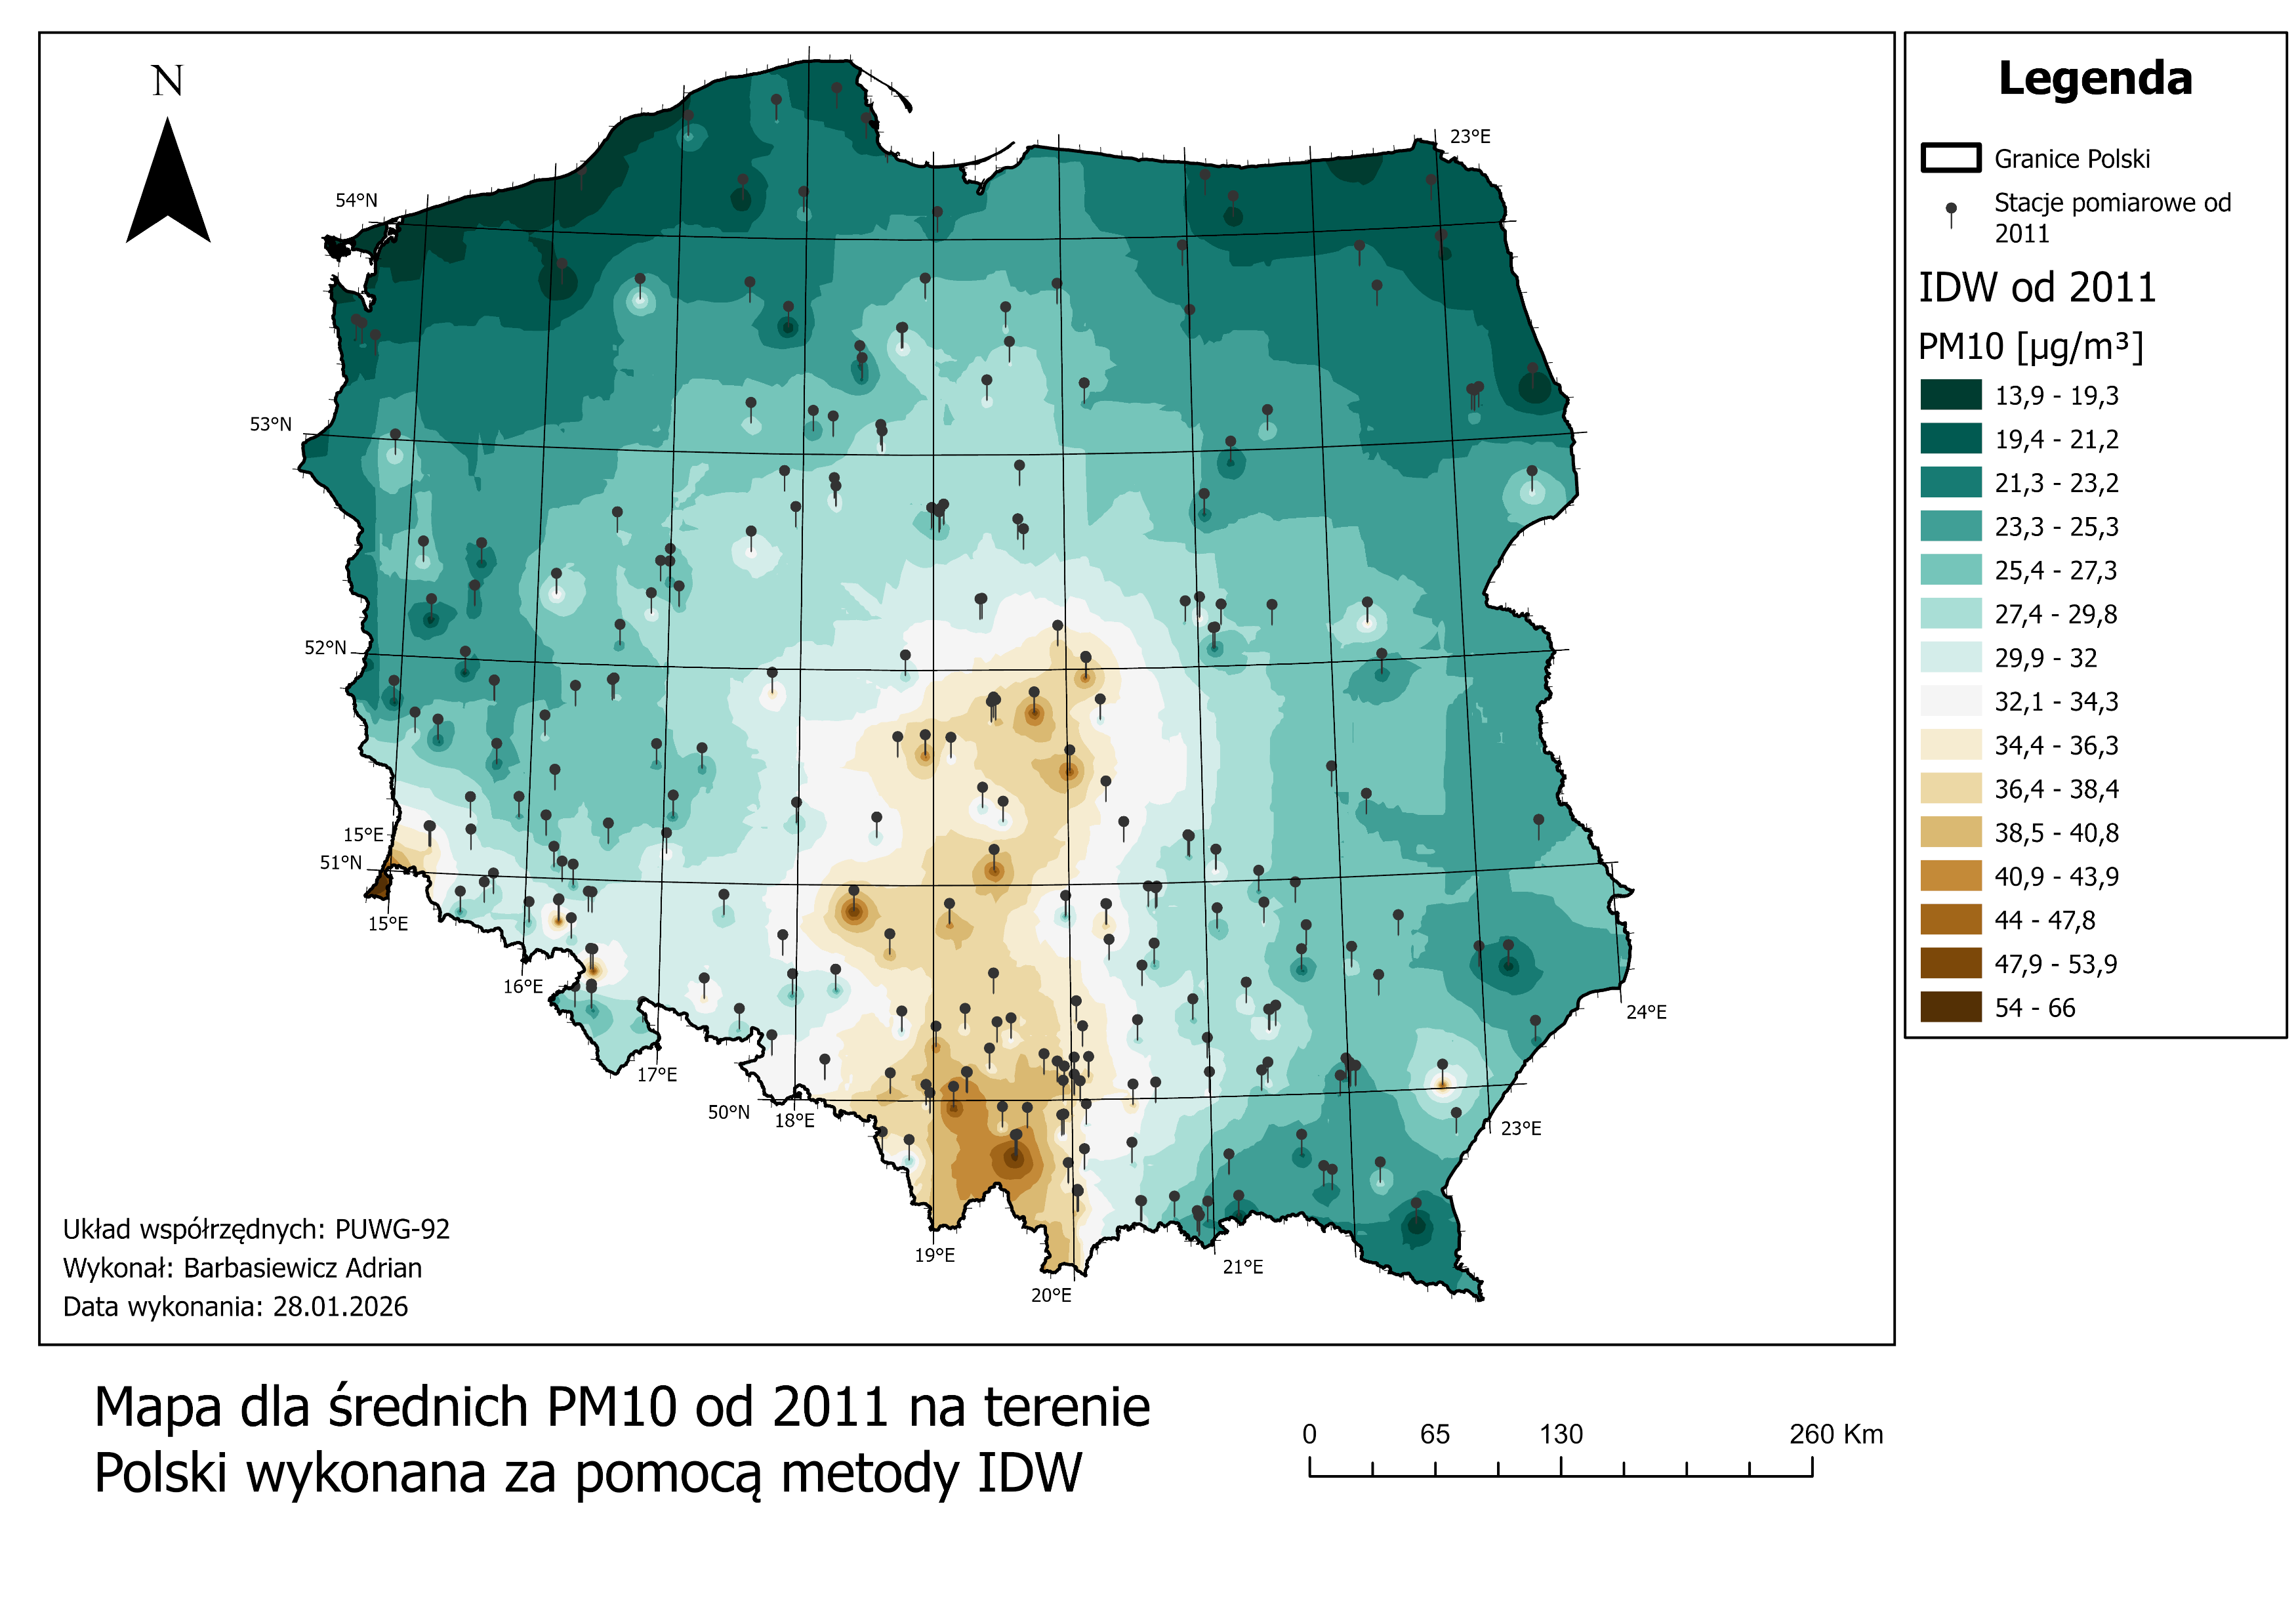 N
23°E
54°N
53°N
52°N
15°E
51°N
15°E
16°E
24°E
17°E
50°N
18°E
23°E
19°E
21°E
20°E
Układ współrzędnych: PUWG-92
Wykonał: Barbasiewicz Adrian
Data wykonania: 28.01.2026
Legenda
Granice Polski
Stacje pomiarowe od
2011
IDW od 2011
PM10 [µg/m³]
13,9 - 19,3
19,4 - 21,2
21,3 - 23,2
23,3 - 25,3
25,4 - 27,3
27,4 - 29,8
29,9 - 32
32,1 - 34,3
34,4 - 36,3
36,4 - 38,4
38,5 - 40,8
40,9 - 43,9
44 - 47,8
47,9 - 53,9
54 - 66
Mapa dla średnich PM10 od 2011 na terenie
Polski wykonana za pomocą metody IDW
0 65 130 260 Km